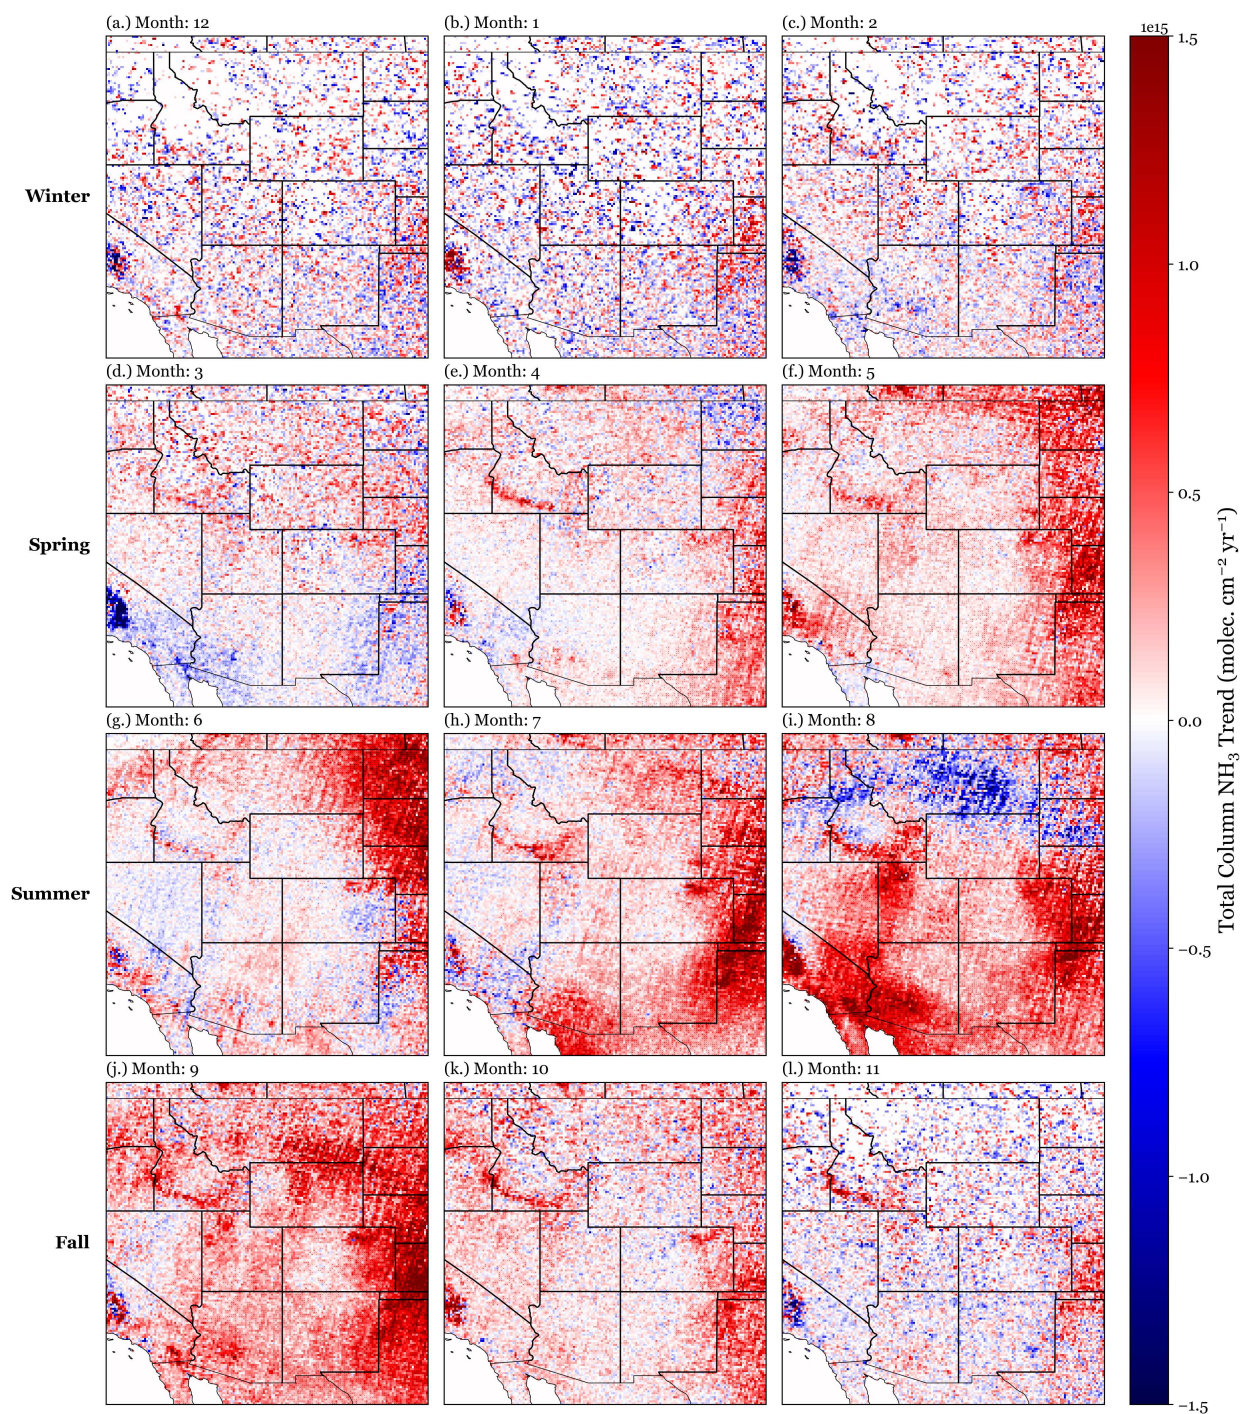 (a.) Month: 12
(b.) Month: 1
(c.) Month: 2
1e15
1.5
Winter
1.0
(d.) Month: 3
(e.) Month: 4
(f.) Month: 5
0.5
Spring
0.0
(g.) Month: 6
(h.) Month: 7
(i.) Month: 8
Summer
−0.5
(j.) Month: 9
(k.) Month: 10
(l.) Month: 11
−1.0
Fall
−1.5
Total Column NH₃ Trend (molec. cm⁻² yr⁻¹)